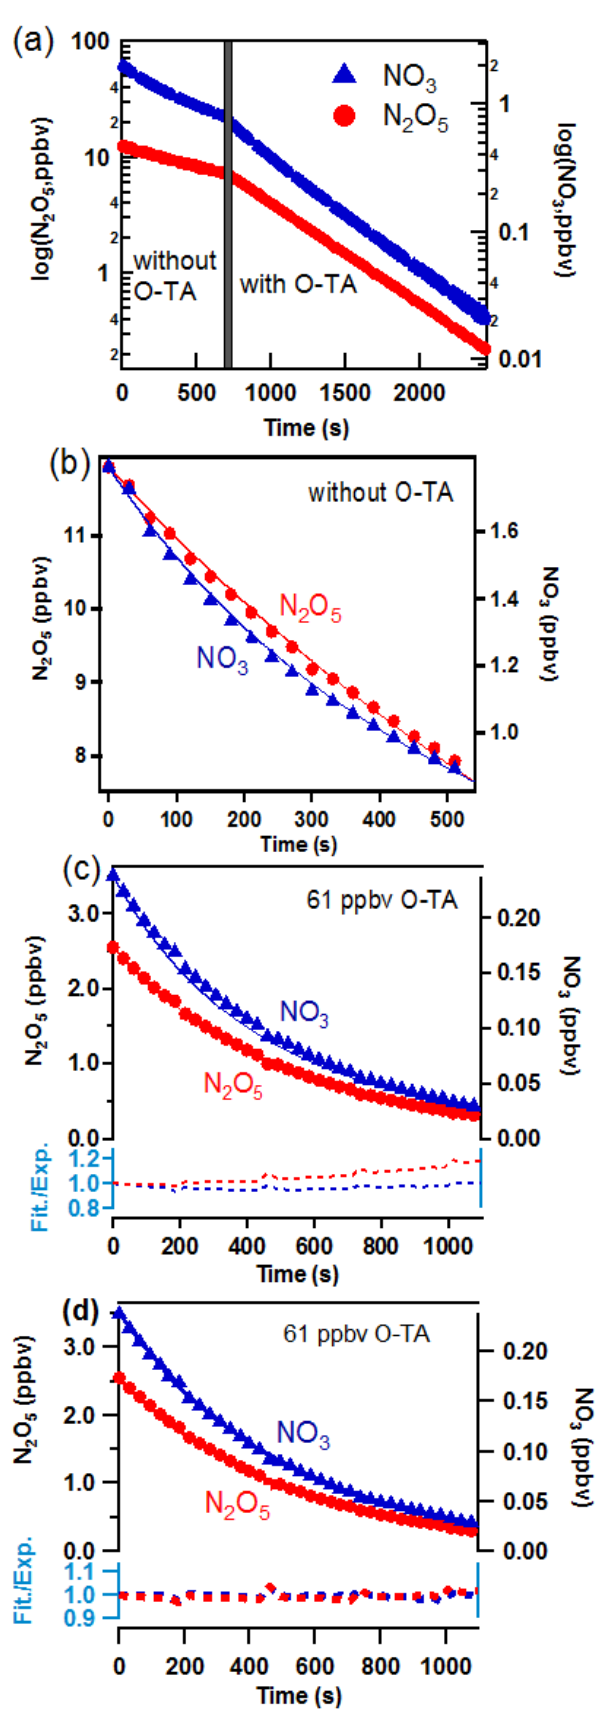 (a)
100
4
2
10
4
2
1
4
2
log(N₂O₅,ppbv)
NO₃
N₂O₅
without
O-TA
with O-TA
2
1
4
2
0.1
4
2
0.01
log(NO₃,ppbv)
0 500 1000 1500 2000
Time (s)
(b)
without O-TA
11
10
9
8
N₂O₅ (ppbv)
N₂O₅
NO₃
1.6
1.4
1.2
1.0
NO₃ (ppbv)
0 100 200 300 400 500
Time (s)
(c)
61 ppbv O-TA
3.0
2.0
1.0
0.0
N₂O₅ (ppbv)
NO₃
N₂O₅
0.20
0.15
0.10
0.05
0.00
NO₃ (ppbv)
1.2
1.0
0.8
Fit./Exp.
0 200 400 600 800 1000
Time (s)
(d)
61 ppbv O-TA
3.0
2.0
1.0
0.0
N₂O₅ (ppbv)
NO₃
N₂O₅
0.20
0.15
0.10
0.05
0.00
NO₃ (ppbv)
1.1
1.0
0.9
Fit./Exp.
0 200 400 600 800 1000
Time (s)